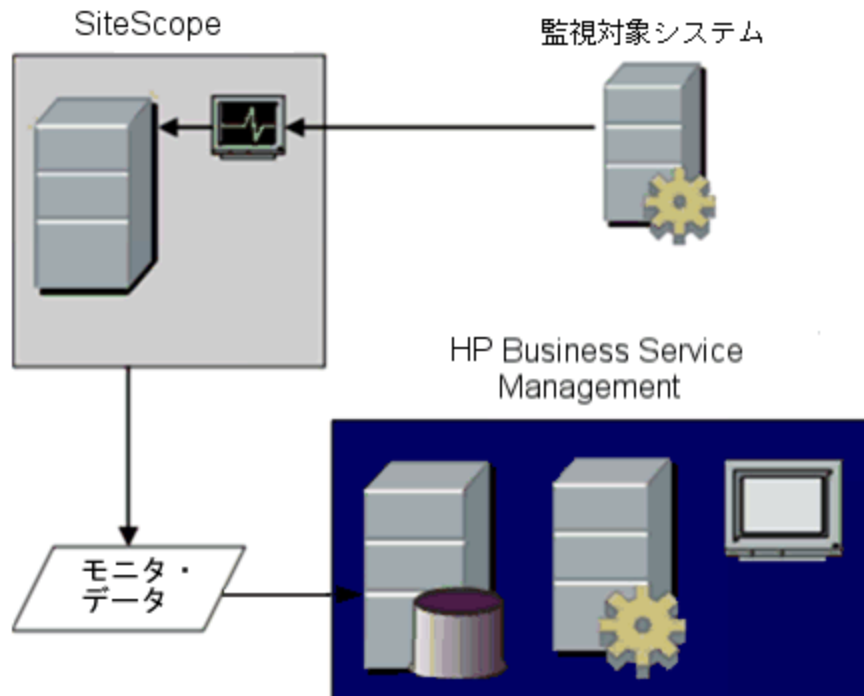 SiteScope
監視対象システム
HP Business Service
Management
モニタ・
データ